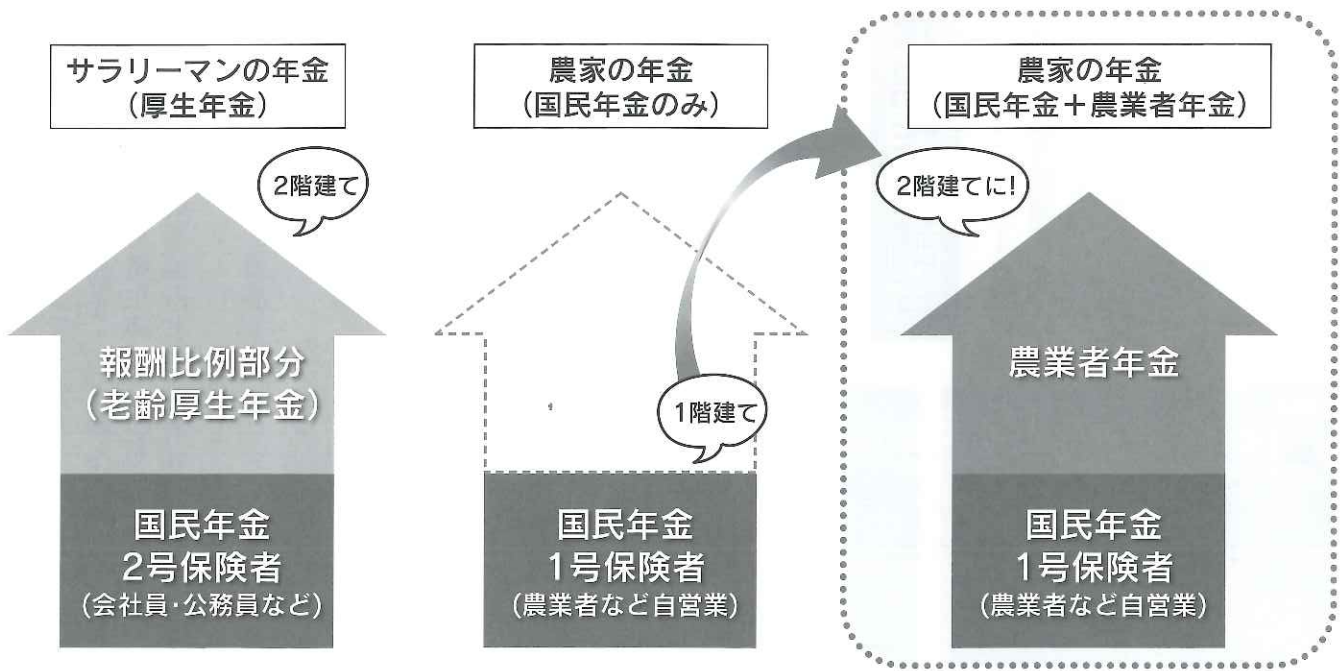 サラリーマンの年金
（厚生年金）
2階建て
報酬比例部分
（老齢厚生年金）
国民年金
2号保険者
（会社員・公務員など）
農家の年金
（国民年金のみ）
1階建て
国民年金
1号保険者
（農業者など自営業）
農家の年金
（国民年金＋農業者年金）
2階建てに!
農業者年金
国民年金
1号保険者
（農業者など自営業）